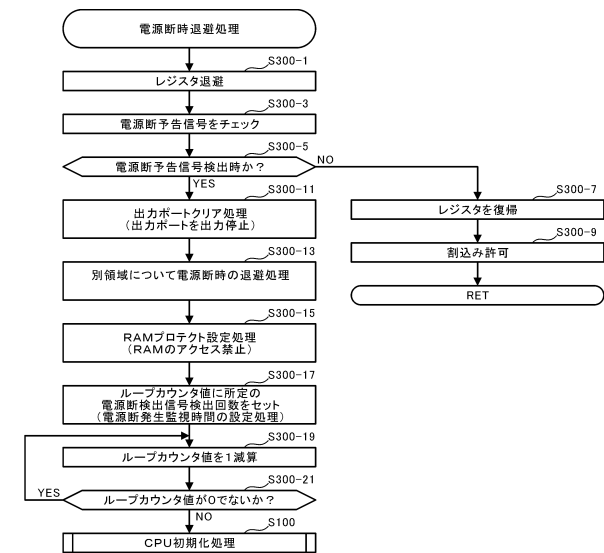 電源断時退避処理
S300-1
レジスタ退避
S300-3
電源断予告信号をチェック
S300-5
電源断予告信号検出時か？
NO
YES
S300-7
レジスタを復帰
S300-9
割込み許可
RET
S300-11
出力ポートクリア処理
（出力ポートを出力停止）
S300-13
別領域について電源断時の退避処理
S300-15
RAMプロテクト設定処理
（RAMのアクセス禁止）
S300-17
ループカウンタ値に所定の
電源断検出信号検出回数をセット
（電源断発生監視時間の設定処理）
S300-19
ループカウンタ値を1減算
S300-21
YES
ループカウンタ値が0でないか？
NO
S100
CPU初期化処理